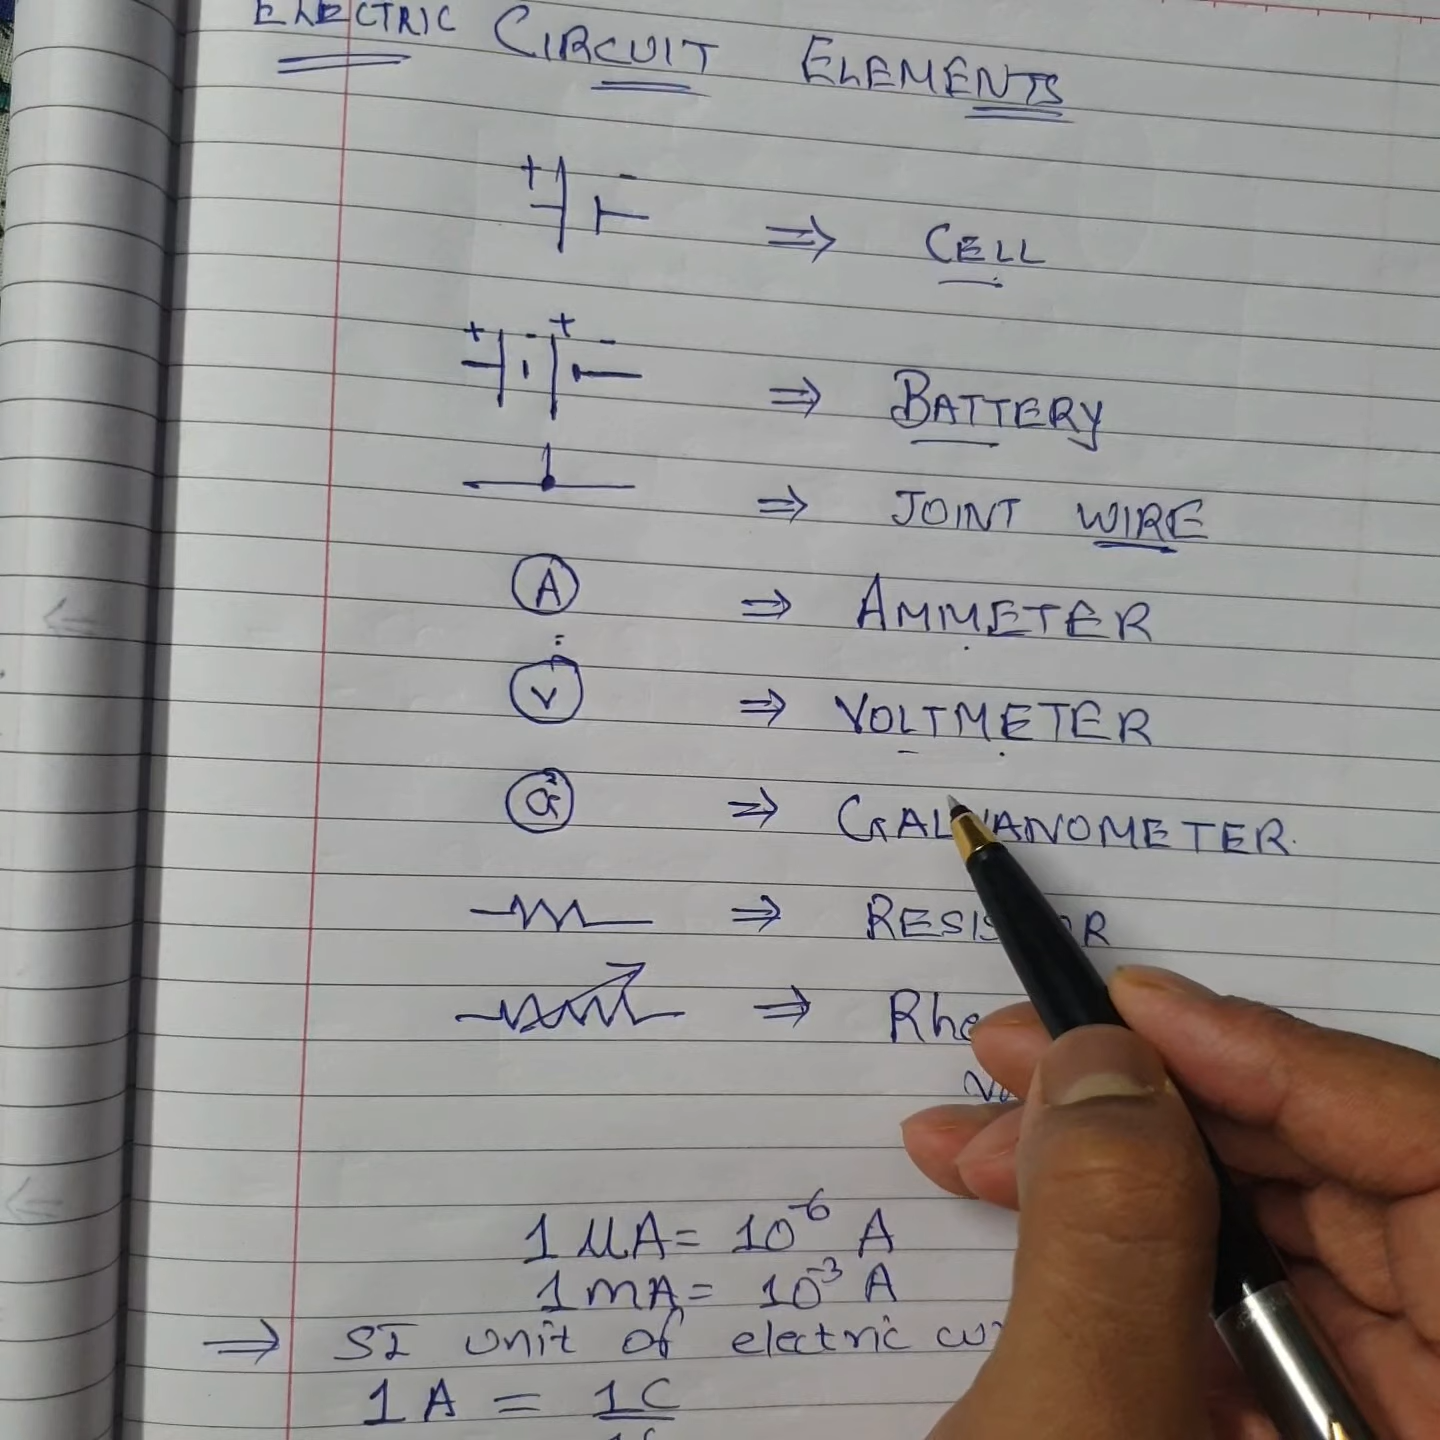 ELECTRIC CIRCUIT ELEMENTS
+ -
⇒ CELL
+ - + -
⇒ BATTERY
⇒ JOINT WIRE
A ⇒ AMMETER
V ⇒ VOLTMETER
G ⇒ GALVANOMETER.
⇒
⇒
1 μA = 10⁻⁶ A
1 mA = 10⁻³ A
⇒ SI unit of electric
1 A = 1C